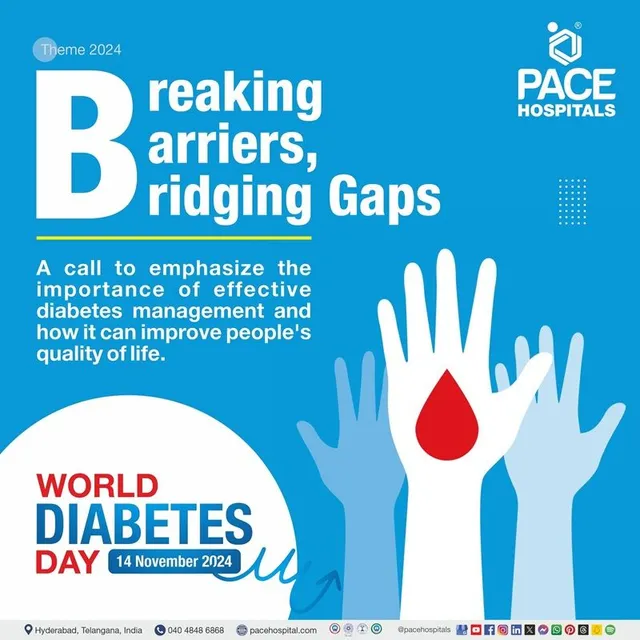 Theme 2024
Breaking
Barriers,
Bridging Gaps
PACE
HOSPITALS
A call to emphasize the
importance of effective
diabetes management and
how it can improve people's
quality of life.
WORLD
DIABETES
DAY 14 November 2024
Hyderabad, Telangana, India 040 4848 6868 pacehospital.com @pacehospitals